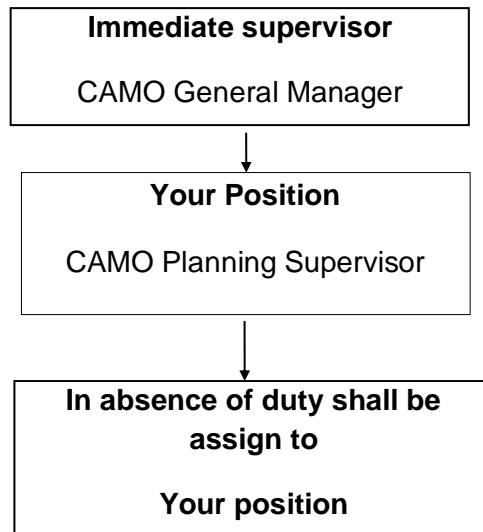 Immediate supervisor
CAMO General Manager
Your Position
CAMO Planning Supervisor
In absence of duty shall be
assign to
Your position